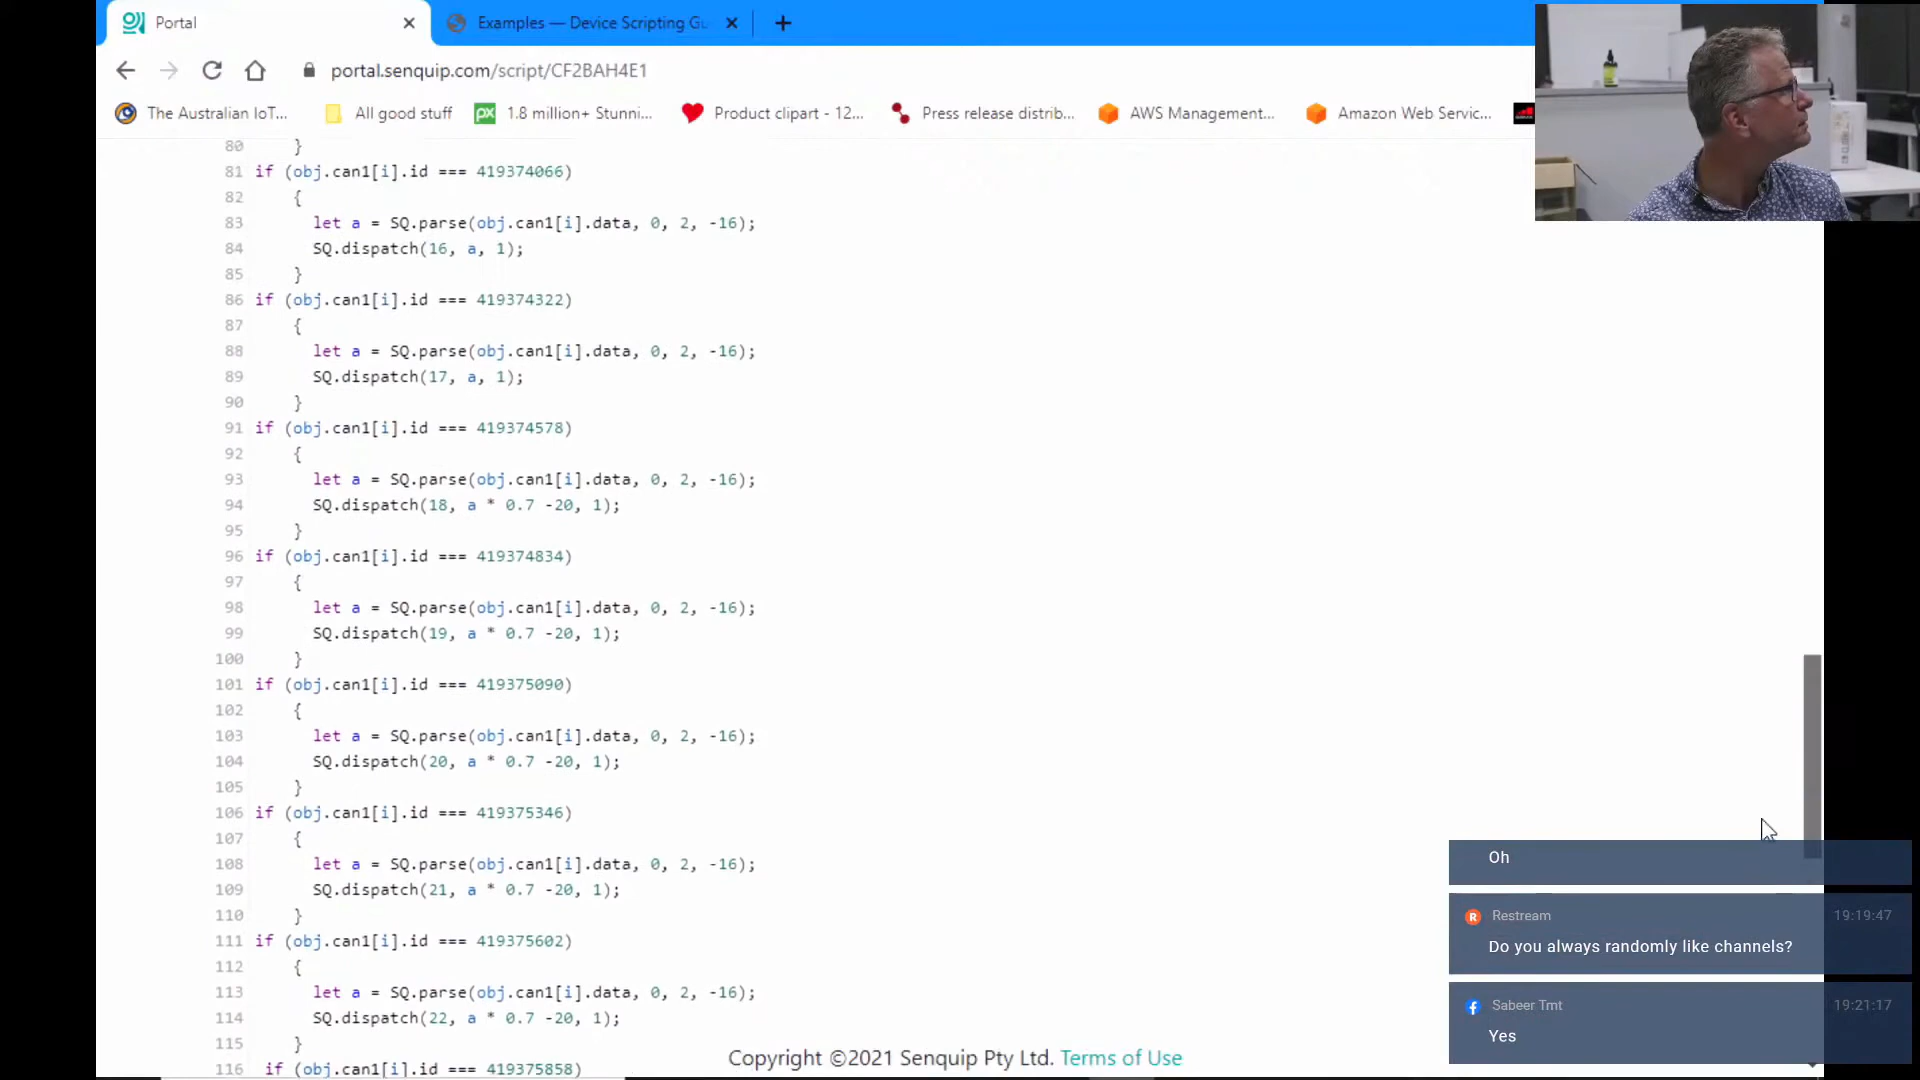 Portal
Examples — Device Scripting Gu
portal.senquip.com/script/CF2BAH4E1
The Australian IoT...
All good stuff
px
1.8 million+ Stunni...
Product clipart - 12...
Press release distrib...
AWS Management...
Amazon Web Servic...
80 }
81 if (obj.can1[i].id === 419374066)
82 {
83 let a = SQ.parse(obj.can1[i].data, 0, 2, -16);
84 SQ.dispatch(16, a, 1);
85 }
86 if (obj.can1[i].id === 419374322)
87 {
88 let a = SQ.parse(obj.can1[i].data, 0, 2, -16);
89 SQ.dispatch(17, a, 1);
90 }
91 if (obj.can1[i].id === 419374578)
92 {
93 let a = SQ.parse(obj.can1[i].data, 0, 2, -16);
94 SQ.dispatch(18, a * 0.7 -20, 1);
95 }
96 if (obj.can1[i].id === 419374834)
97 {
98 let a = SQ.parse(obj.can1[i].data, 0, 2, -16);
99 SQ.dispatch(19, a * 0.7 -20, 1);
100 }
101 if (obj.can1[i].id === 419375090)
102 {
103 let a = SQ.parse(obj.can1[i].data, 0, 2, -16);
104 SQ.dispatch(20, a * 0.7 -20, 1);
105 }
106 if (obj.can1[i].id === 419375346)
107 {
108 let a = SQ.parse(obj.can1[i].data, 0, 2, -16);
109 SQ.dispatch(21, a * 0.7 -20, 1);
110 }
111 if (obj.can1[i].id === 419375602)
112 {
113 let a = SQ.parse(obj.can1[i].data, 0, 2, -16);
114 SQ.dispatch(22, a * 0.7 -20, 1);
115 }
116 if (obj.can1[i].id === 419375858)
Copyright ©2021 Senquip Pty Ltd. Terms of Use
Oh
R Restream 19:19:47
Do you always randomly like channels?
Sabeer Tmt 19:21:17
Yes